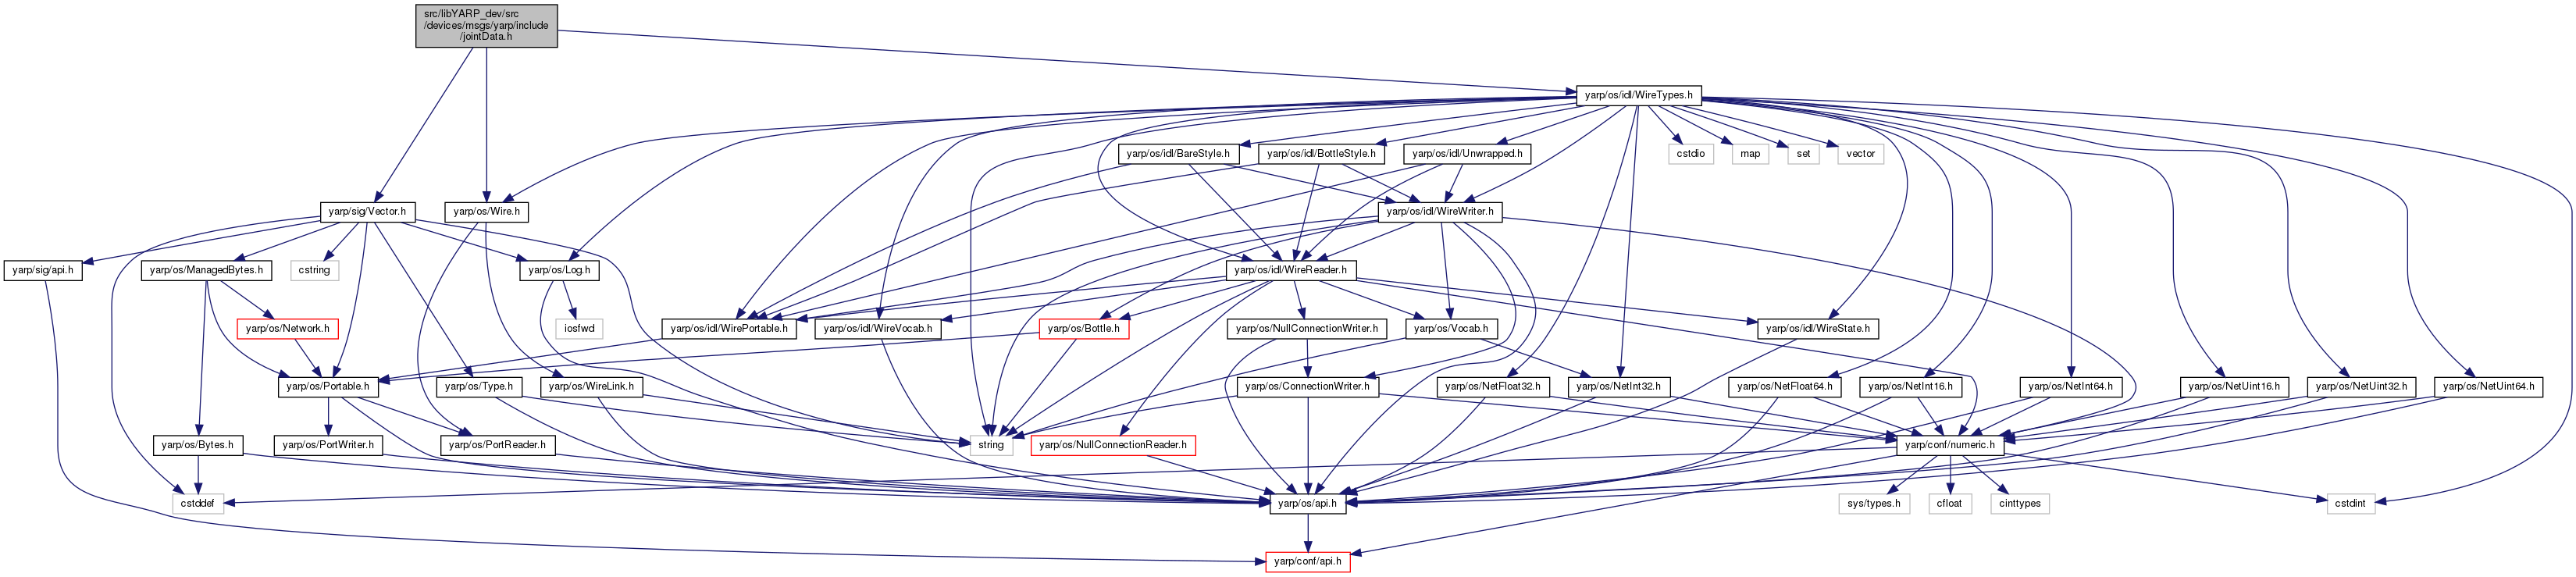 src/libYARP_dev/src
/devices/msgs/yarp/include
/jointData.h
yarp/os/idl/WireTypes.h
yarp/os/idl/BareStyle.h
yarp/os/idl/BottleStyle.h
yarp/os/idl/Unwrapped.h
cstdio
map
set
vector
yarp/sig/Vector.h
yarp/os/Wire.h
yarp/os/idl/WireWriter.h
yarp/sig/api.h
yarp/os/ManagedBytes.h
cstring
yarp/os/Log.h
yarp/os/idl/WireReader.h
yarp/os/Network.h
iosfwd
yarp/os/idl/WirePortable.h
yarp/os/idl/WireVocab.h
yarp/os/Bottle.h
yarp/os/NullConnectionWriter.h
yarp/os/Vocab.h
yarp/os/idl/WireState.h
yarp/os/Portable.h
yarp/os/Type.h
yarp/os/WireLink.h
yarp/os/ConnectionWriter.h
yarp/os/NetFloat32.h
yarp/os/NetInt32.h
yarp/os/NetFloat64.h
yarp/os/NetInt16.h
yarp/os/NetInt64.h
yarp/os/NetUint16.h
yarp/os/NetUint32.h
yarp/os/NetUint64.h
yarp/os/Bytes.h
yarp/os/PortWriter.h
yarp/os/PortReader.h
string
yarp/os/NullConnectionReader.h
yarp/conf/numeric.h
cstddef
yarp/os/api.h
sys/types.h
cfloat
cinttypes
cstdint
yarp/conf/api.h